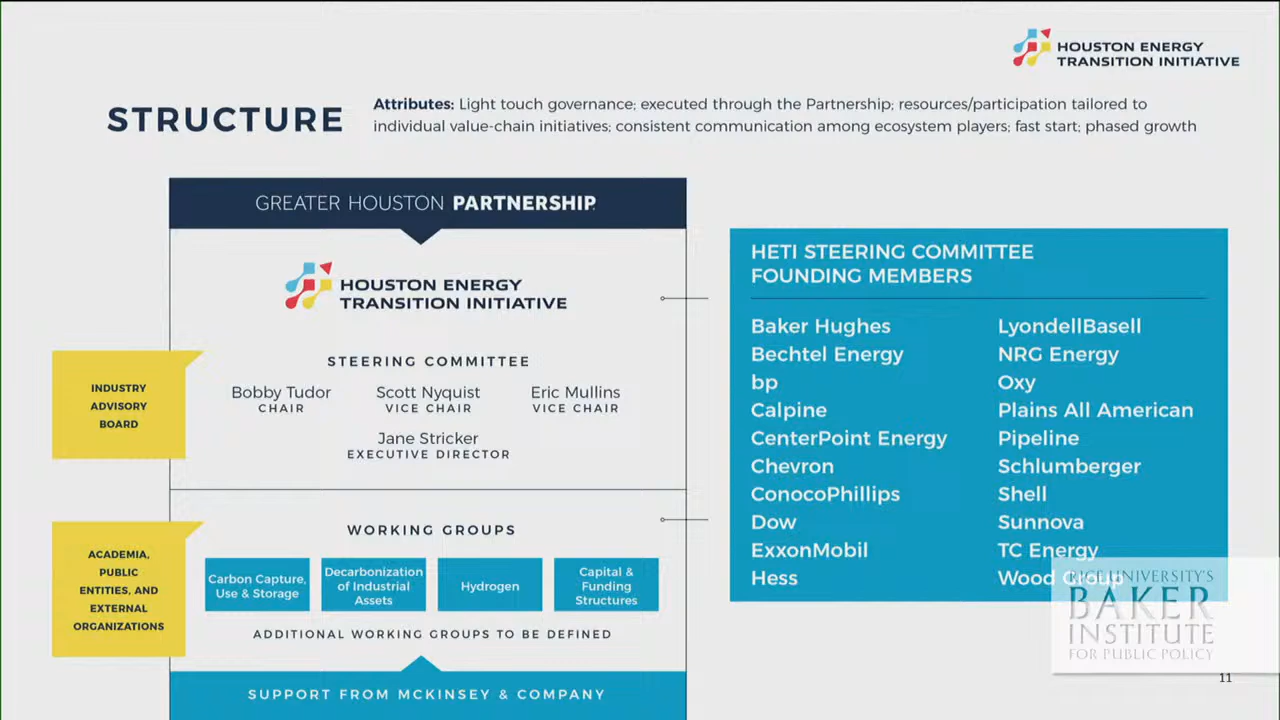 HOUSTON ENERGY
TRANSITION INITIATIVE
STRUCTURE
Attributes: Light touch governance; executed through the Partnership; resources/participation tailored to
individual value-chain initiatives; consistent communication among ecosystem players; fast start; phased growth
GREATER HOUSTON PARTNERSHIP
HOUSTON ENERGY
TRANSITION INITIATIVE
STEERING COMMITTEE
Bobby Tudor
CHAIR
Scott Nyquist
VICE CHAIR
Eric Mullins
VICE CHAIR
Jane Stricker
EXECUTIVE DIRECTOR
INDUSTRY
ADVISORY
BOARD
WORKING GROUPS
Carbon Capture,
Use & Storage
Decarbonization
of Industrial
Assets
Hydrogen
Capital &
Funding
Structures
ADDITIONAL WORKING GROUPS TO BE DEFINED
ACADEMIA,
PUBLIC
ENTITIES, AND
EXTERNAL
ORGANIZATIONS
SUPPORT FROM MCKINSEY & COMPANY
HETI STEERING COMMITTEE
FOUNDING MEMBERS
Baker Hughes
Bechtel Energy
bp
Calpine
CenterPoint Energy
Chevron
ConocoPhillips
Dow
ExxonMobil
Hess
LyondellBasell
NRG Energy
Oxy
Plains All American
Pipeline
Schlumberger
Shell
Sunnova
TC Energy
Wood Group
RICE UNIVERSITY'S
BAKER
INSTITUTE
FOR PUBLIC POLICY
11